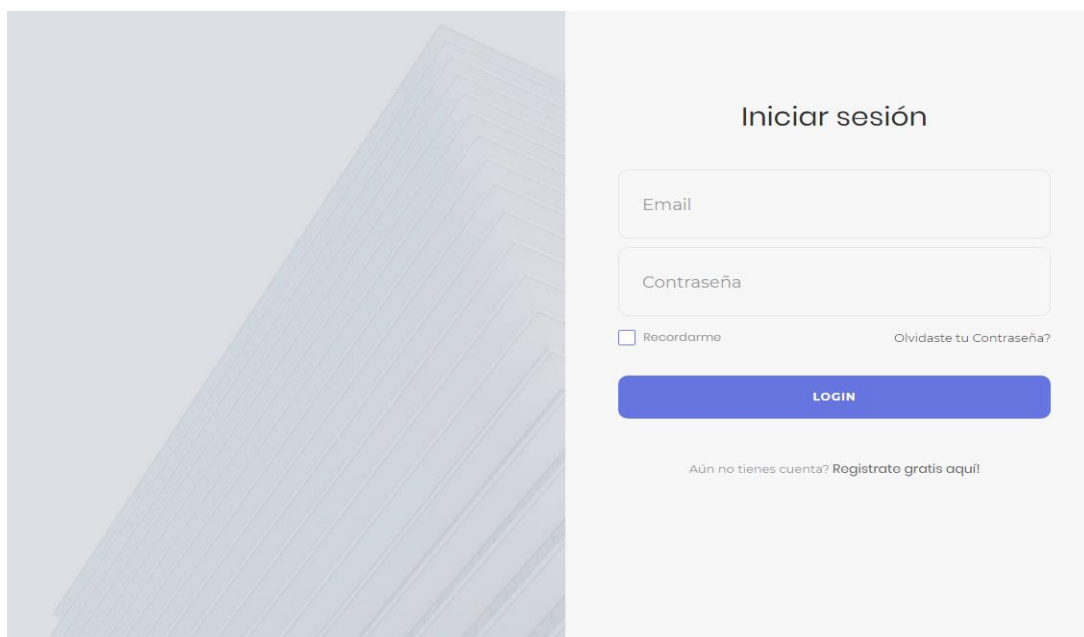 Iniciar sesión
Email
Contraseña
Recordarme
Olvidaste tu Contraseña?
LOGIN
Aún no tienes cuenta? Registrate gratis aquí!